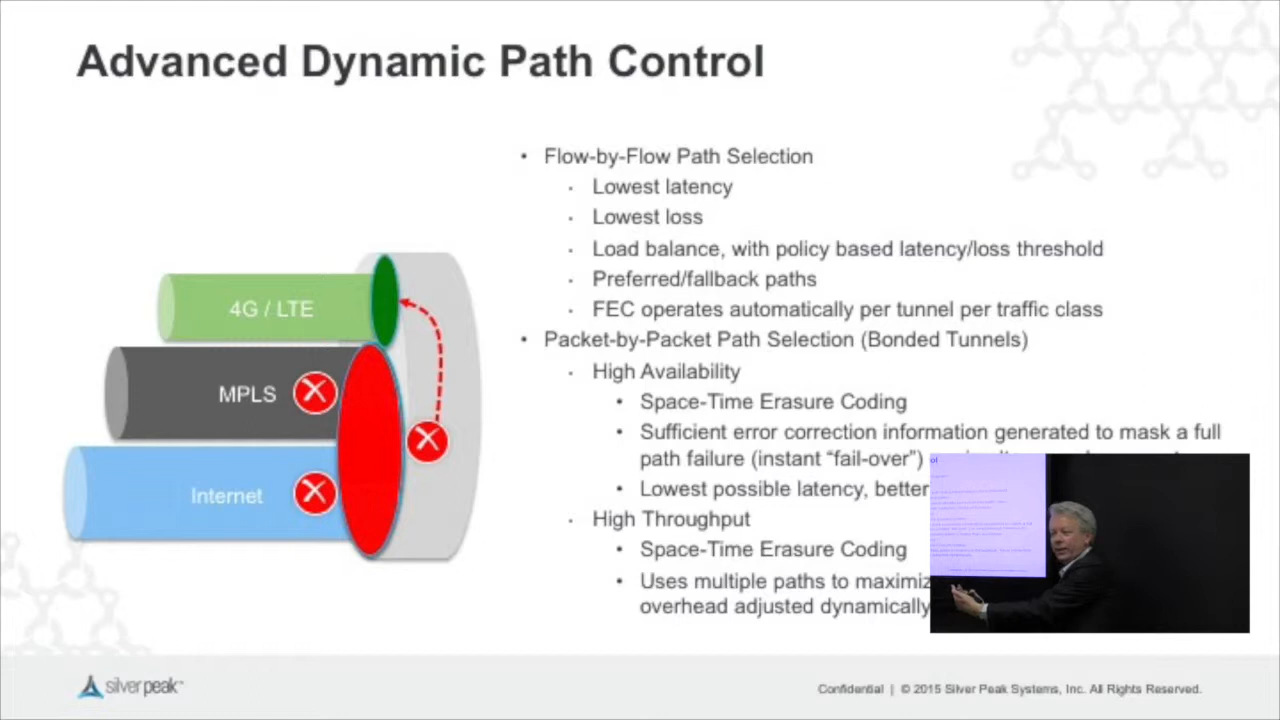 Advanced Dynamic Path Control
• Flow-by-Flow Path Selection
• Lowest latency
• Lowest loss
• Load balance, with policy based latency/loss threshold
• Preferred/fallback paths
• FEC operates automatically per tunnel per traffic class
• Packet-by-Packet Path Selection (Bonded Tunnels)
• High Availability
• Space-Time Erasure Coding
• Sufficient error correction information generated to mask a full
path failure (instant “fail-over”)
• Lowest possible latency, better
• High Throughput
• Space-Time Erasure Coding
• Uses multiple paths to maximiz
overhead adjusted dynamically
4G / LTE
MPLS
Internet
silver peak™
Confidential | © 2015 Silver Peak Systems, Inc. All Rights Reserved.